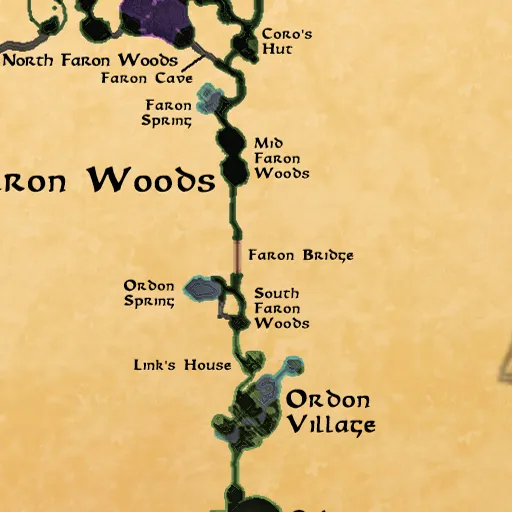 Coro's
Hut
North Faron Woods
Faron Cave
Faron
Spring
Mid
Faron
Woods
Woods
Faron Bridge
Ordon
Spring
South
Faron
Woods
Link's House
Ordon
Village